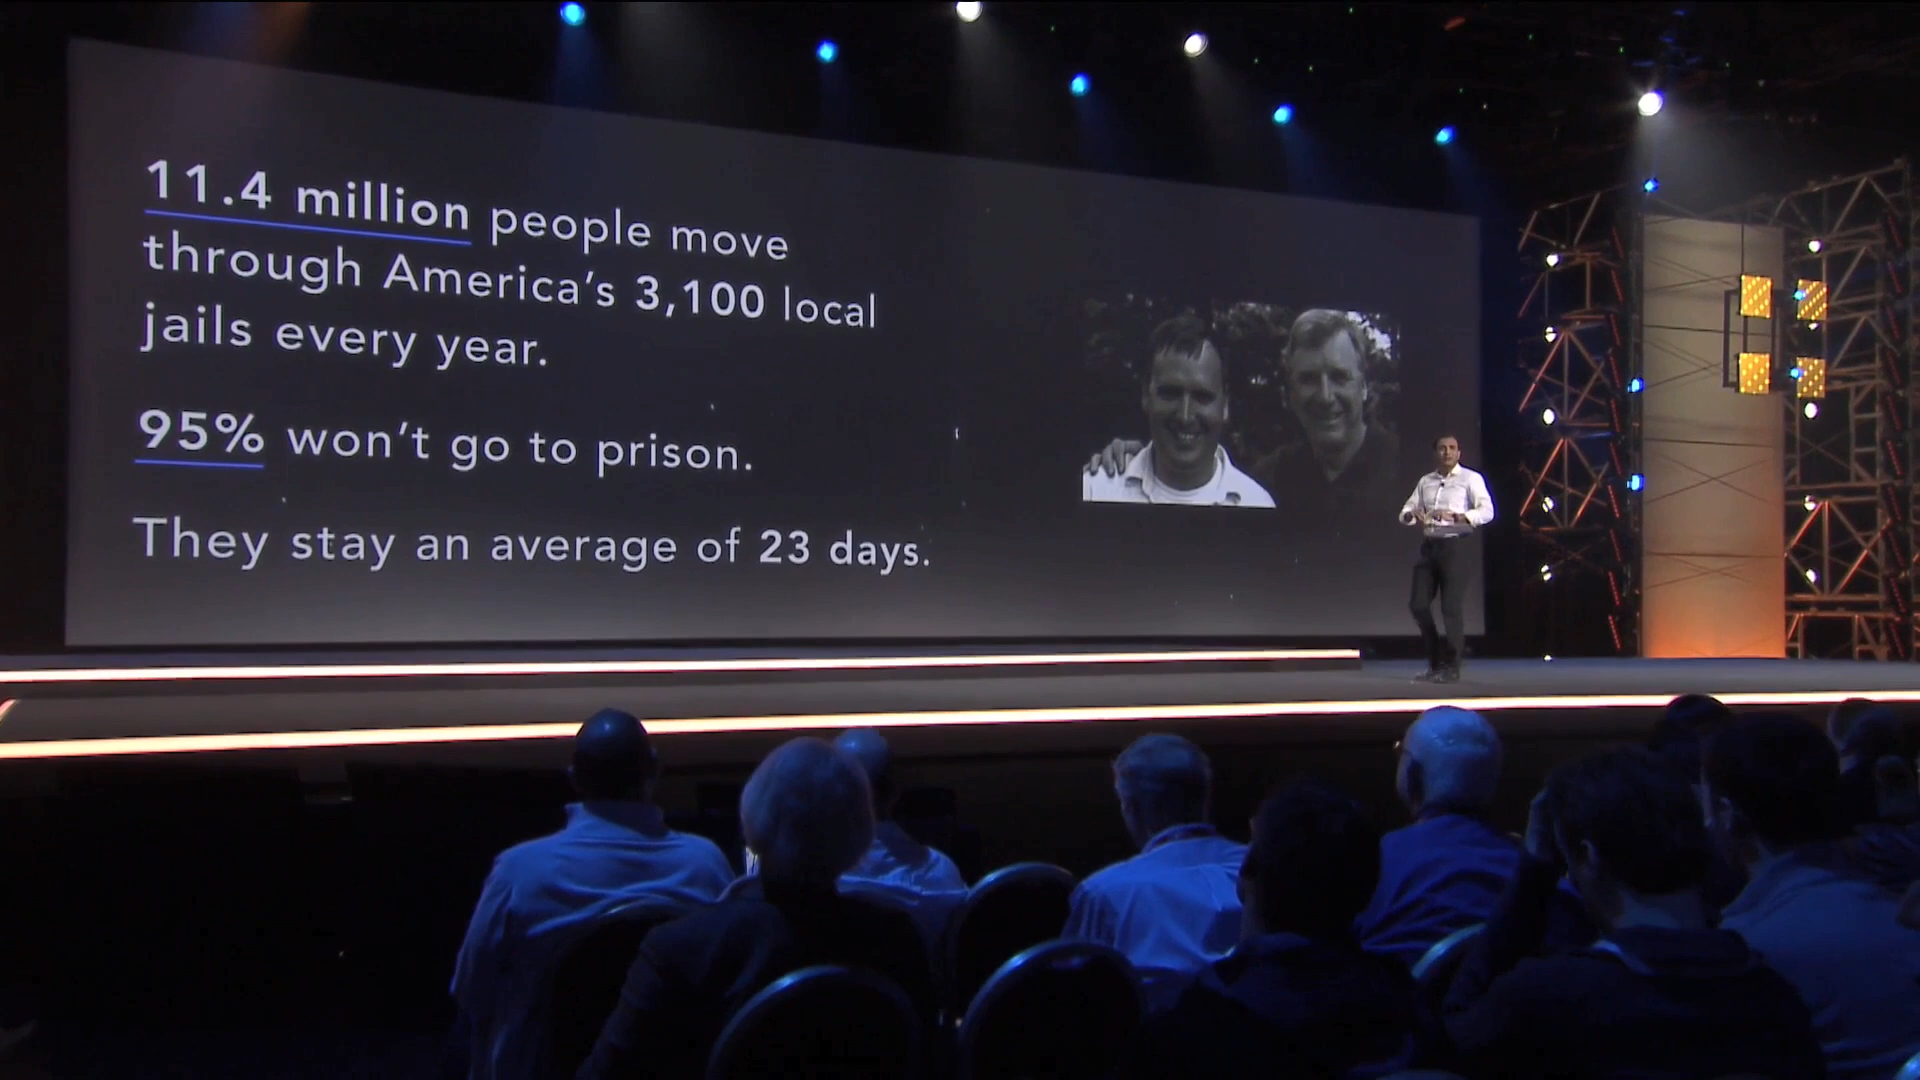 11.4 million people move
through America's 3,100 local
jails every year.
95% won't go to prison.
They stay an average of 23 days.